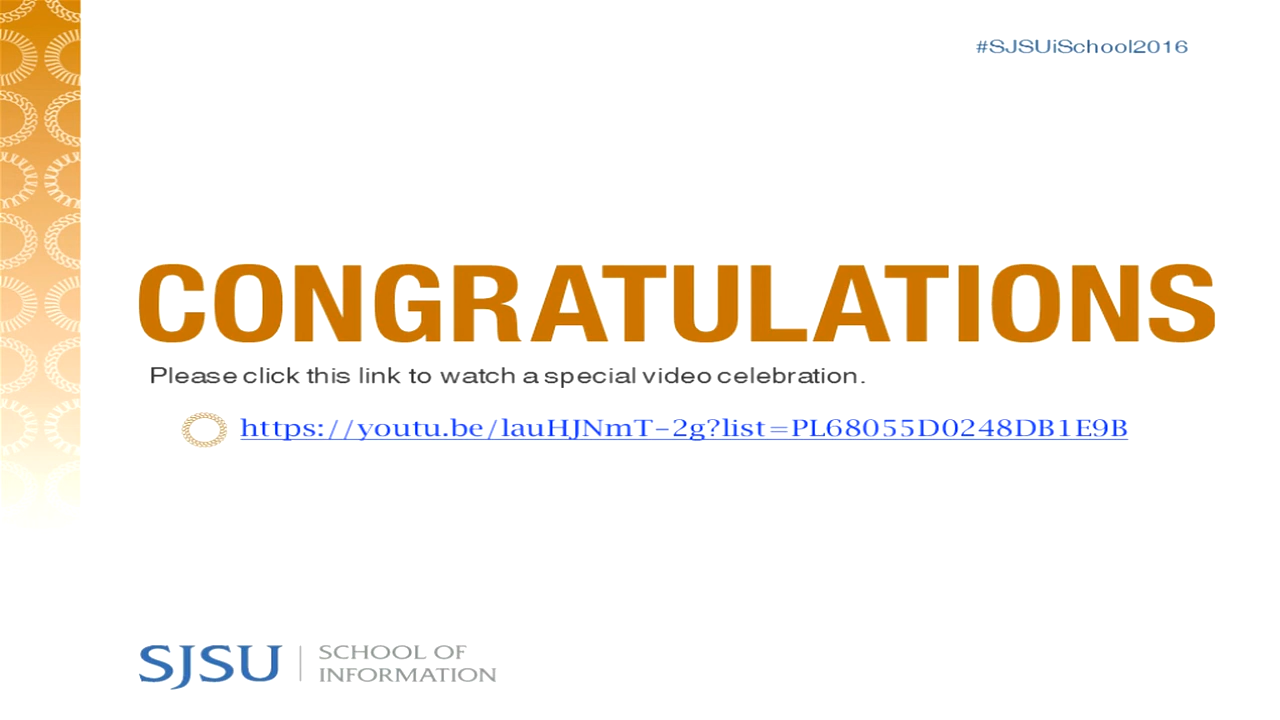 #SJSUiSchool2016
CONGRATULATIONS
Please click this link to watch a special video celebration.
https://youtu.be/lauHJNmT-2g?list=PL68055D0248DB1E9B
SJSU | SCHOOL OF
INFORMATION